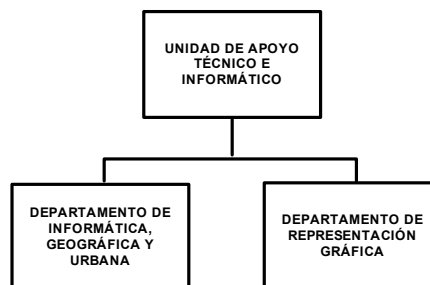 UNIDAD DE APOYO
TÉCNICO E
INFORMÁTICO
DEPARTAMENTO DE
INFORMÁTICA,
GEOGRÁFICA Y
URBANA
DEPARTAMENTO DE
REPRESENTACIÓN
GRÁFICA